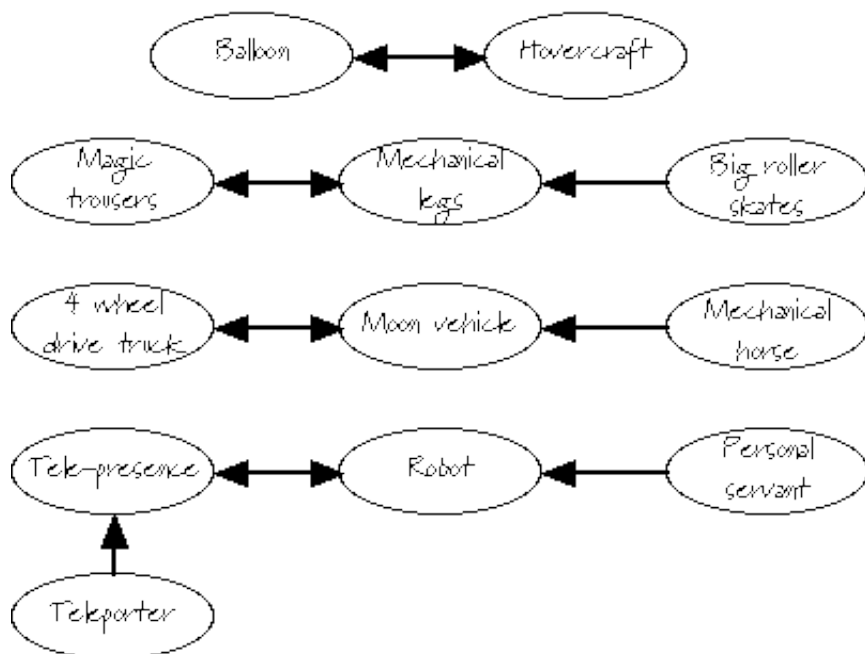 Balloon
Hovercraft
Magic
trousers
Mechanical
legs
Big roller
skates
4 wheel
drive truck
Moon vehicle
Mechanical
horse
Tele-presence
Robot
Personal
servant
Teleporter